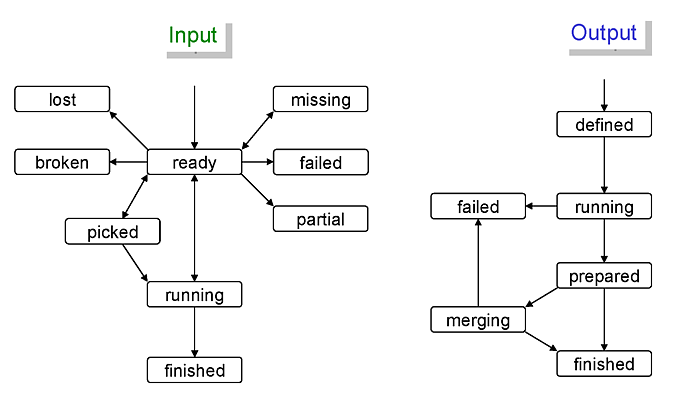 Input
lost
missing
broken
ready
failed
picked
partial
running
finished
Output
defined
failed
running
prepared
merging
finished